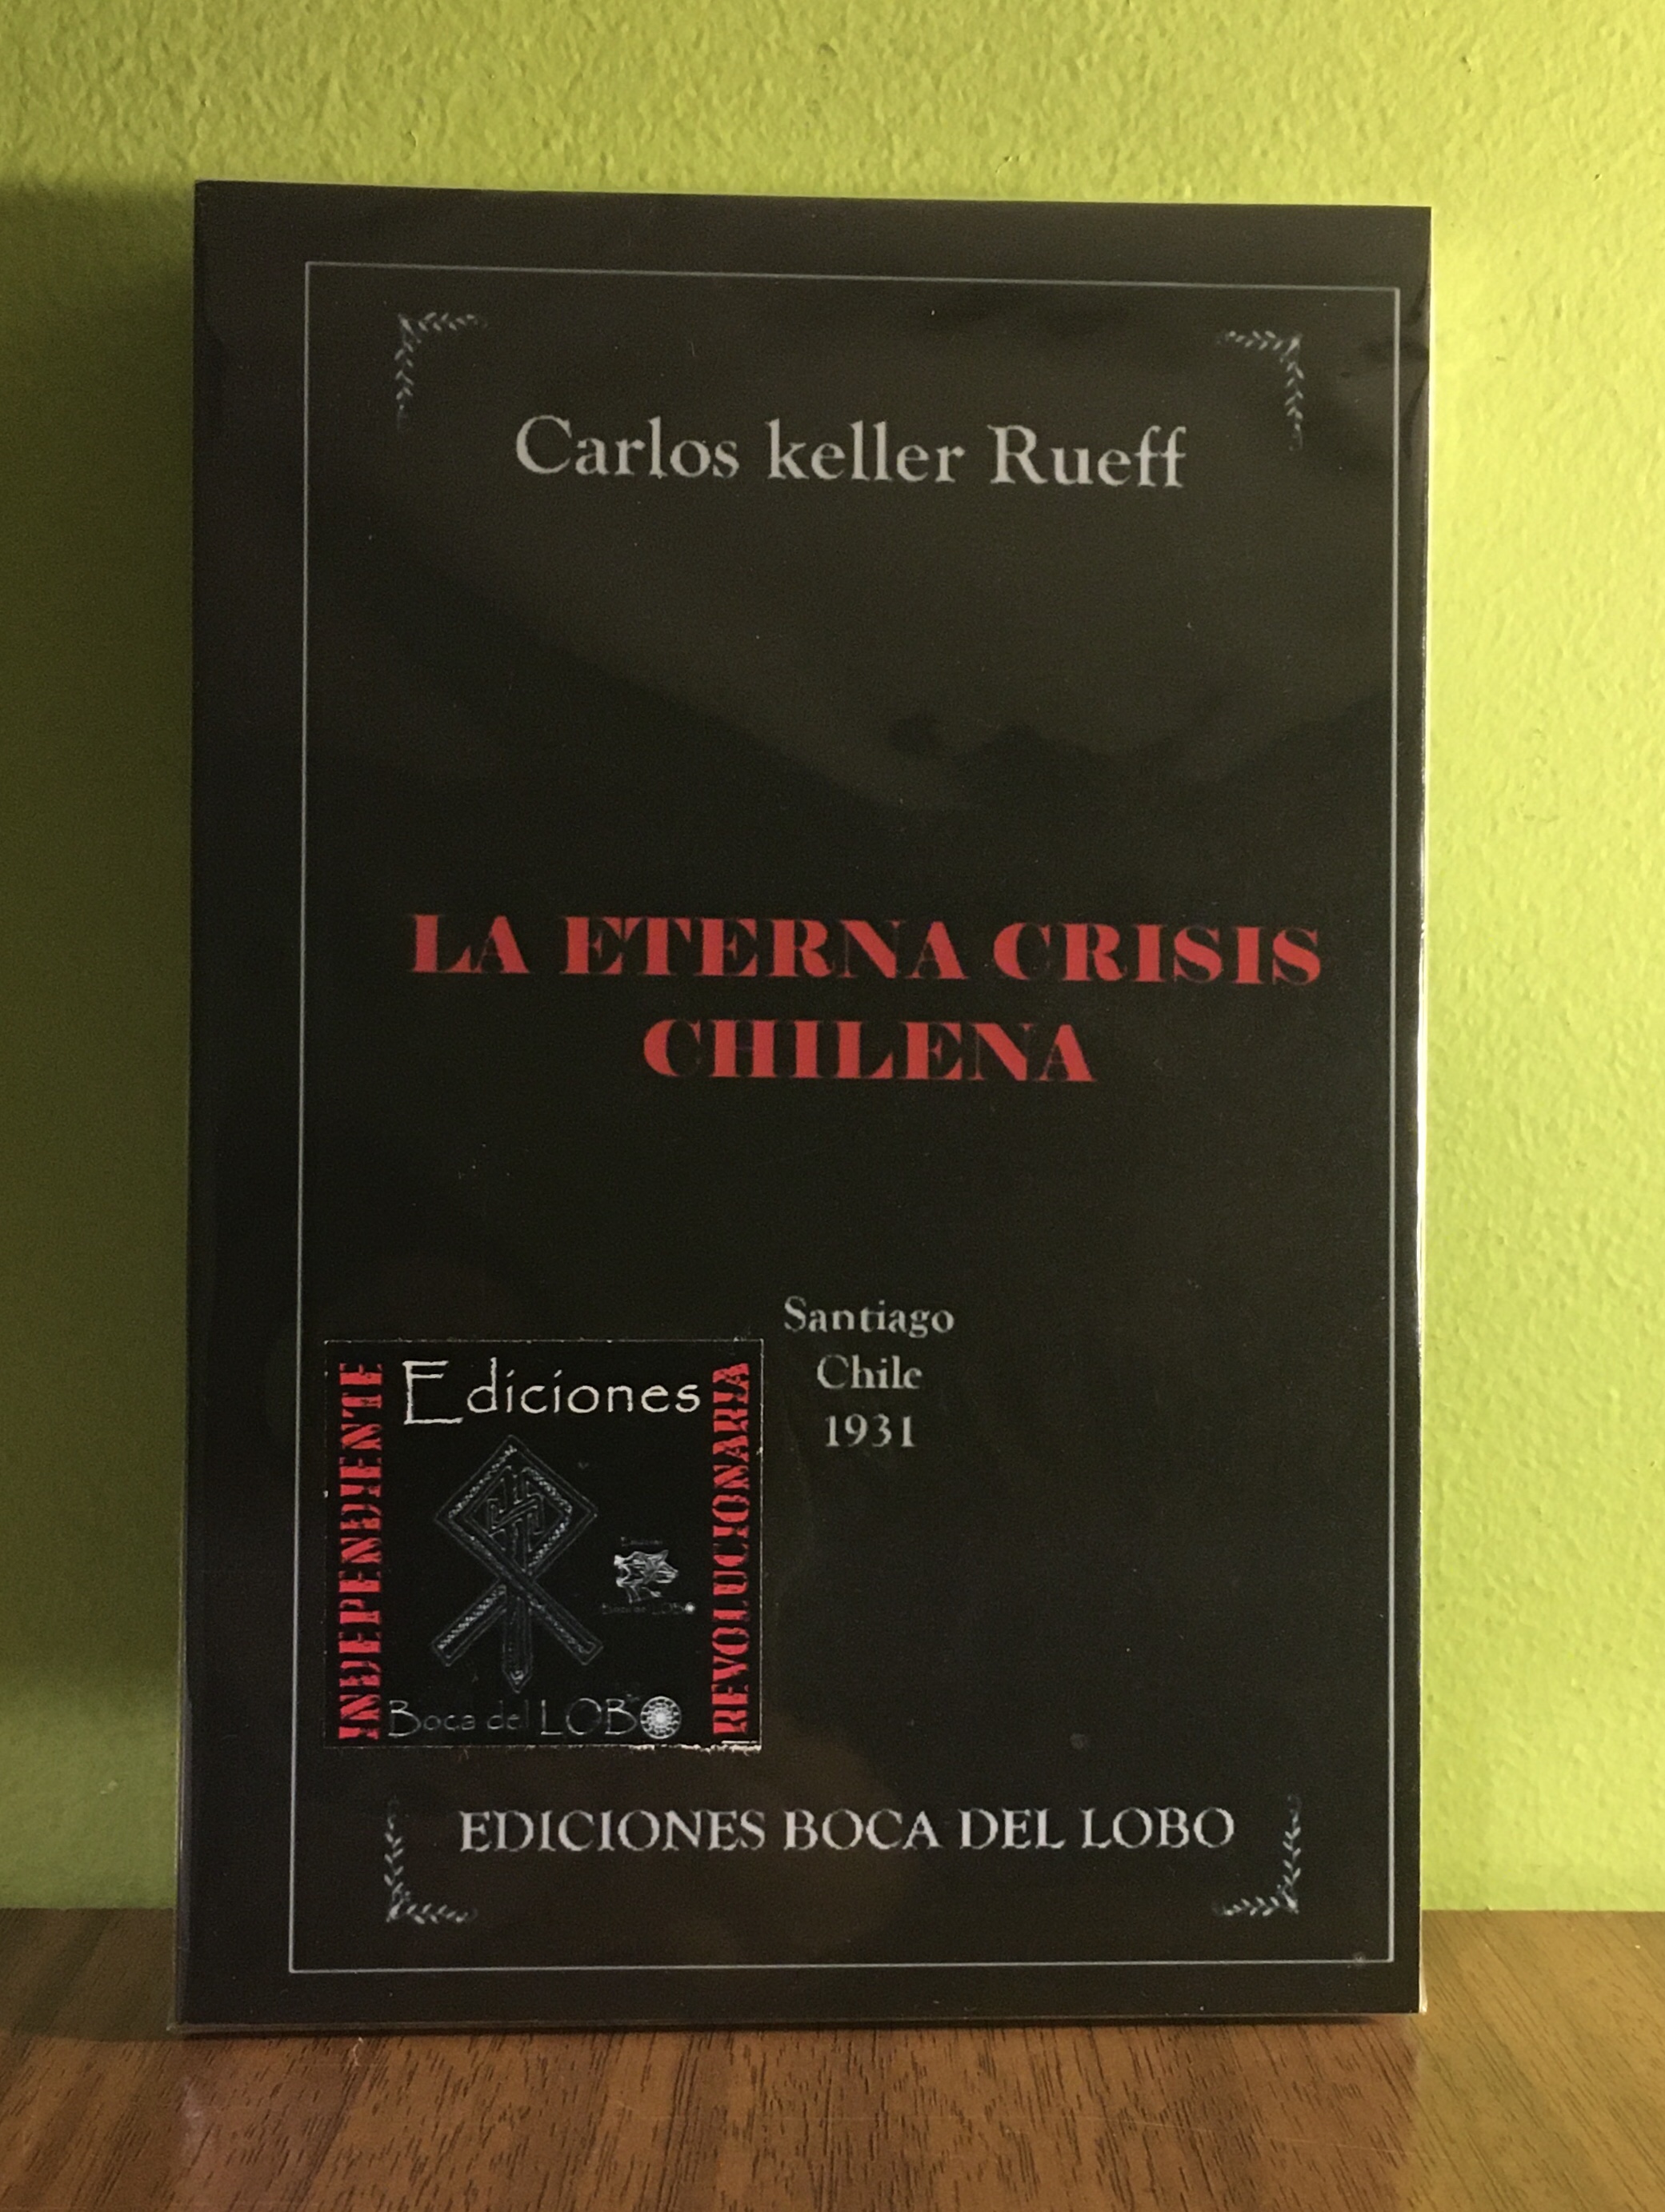 Carlos keller Rueff
LA ETERNA CRISIS
CHILENA
Santiago
Chile
1931
Ediciones
INDEPENDIENTE
REVOLUCIONARIA
Boca del LOBO
EDICIONES BOCA DEL LOBO